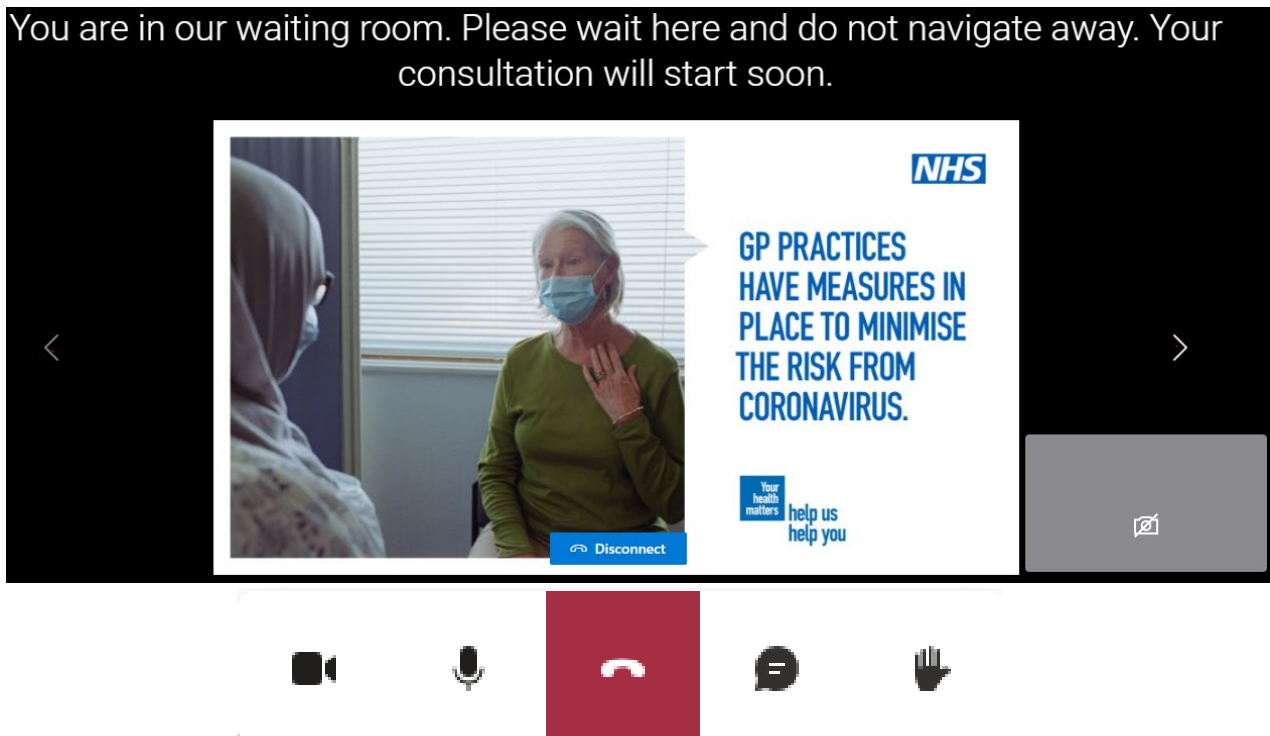 You are in our waiting room. Please wait here and do not navigate away. Your
consultation will start soon.
NHS
GP PRACTICES
HAVE MEASURES IN
PLACE TO MINIMISE
THE RISK FROM
CORONAVIRUS.
Your
health
matters
help us
help you
Disconnect